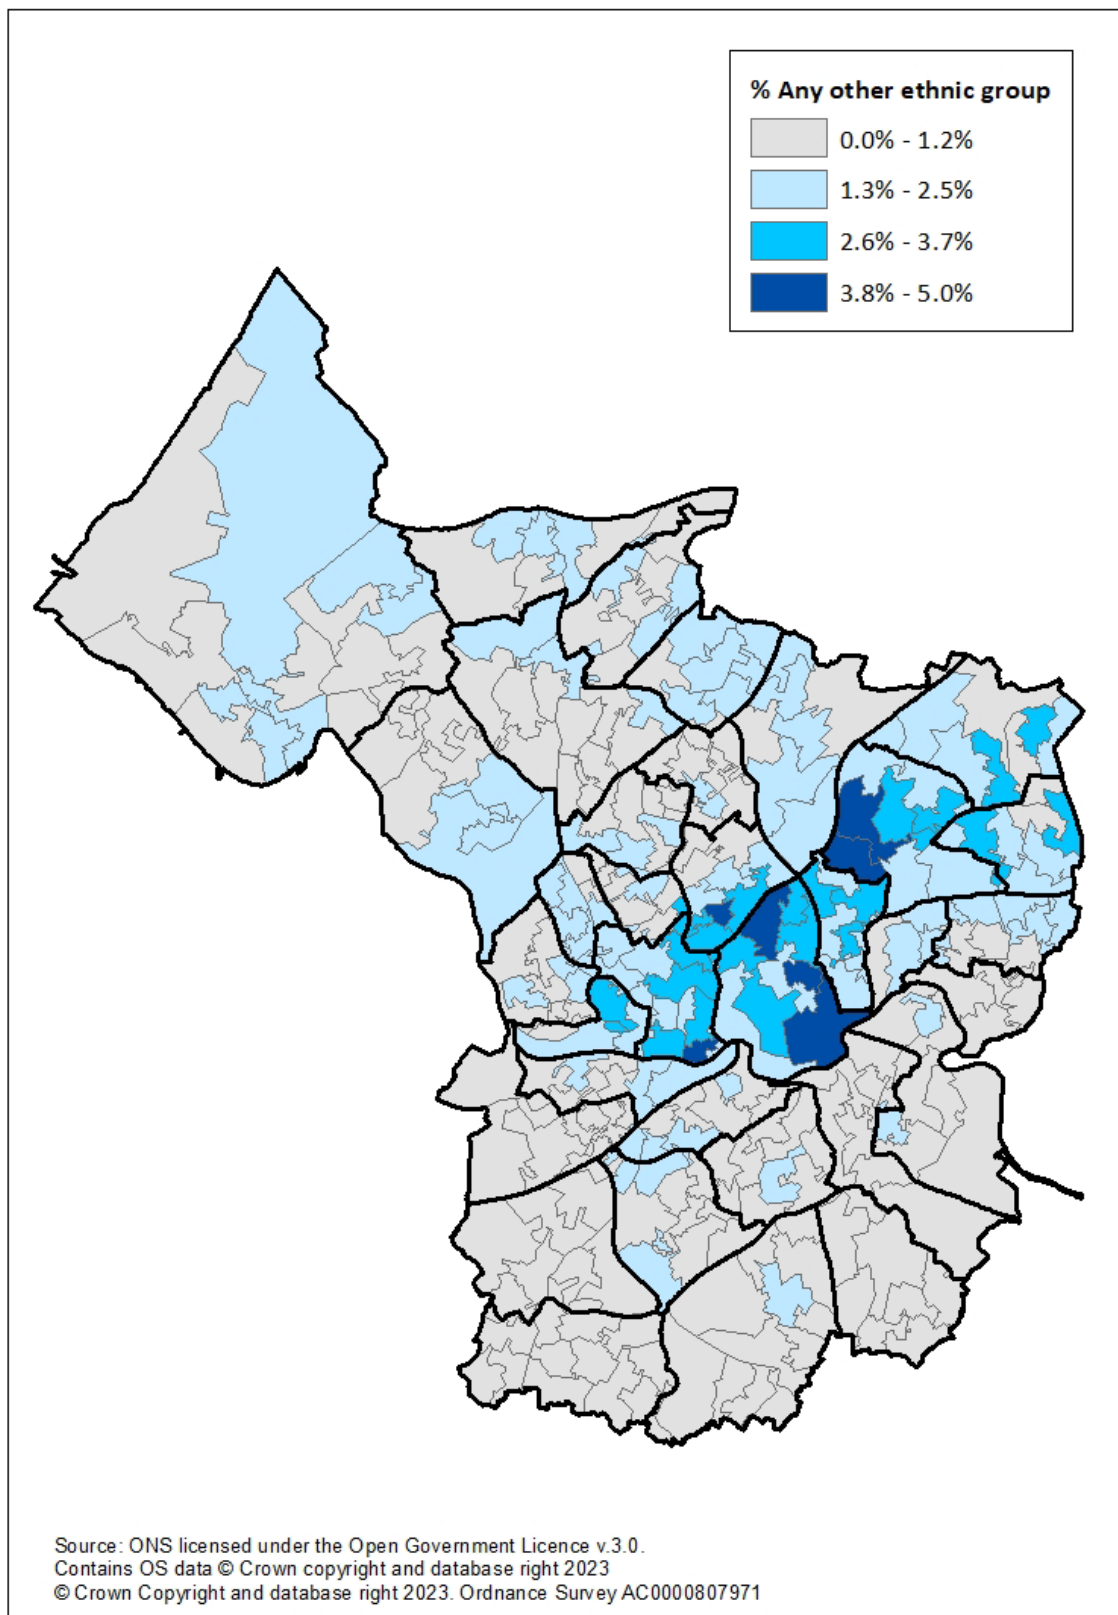 % Any other ethnic group
0.0% - 1.2%
1.3% - 2.5%
2.6% - 3.7%
3.8% - 5.0%
Source: ONS licensed under the Open Government Licence v.3.0.
Contains OS data © Crown copyright and database right 2023
© Crown Copyright and database right 2023. Ordnance Survey AC0000807971